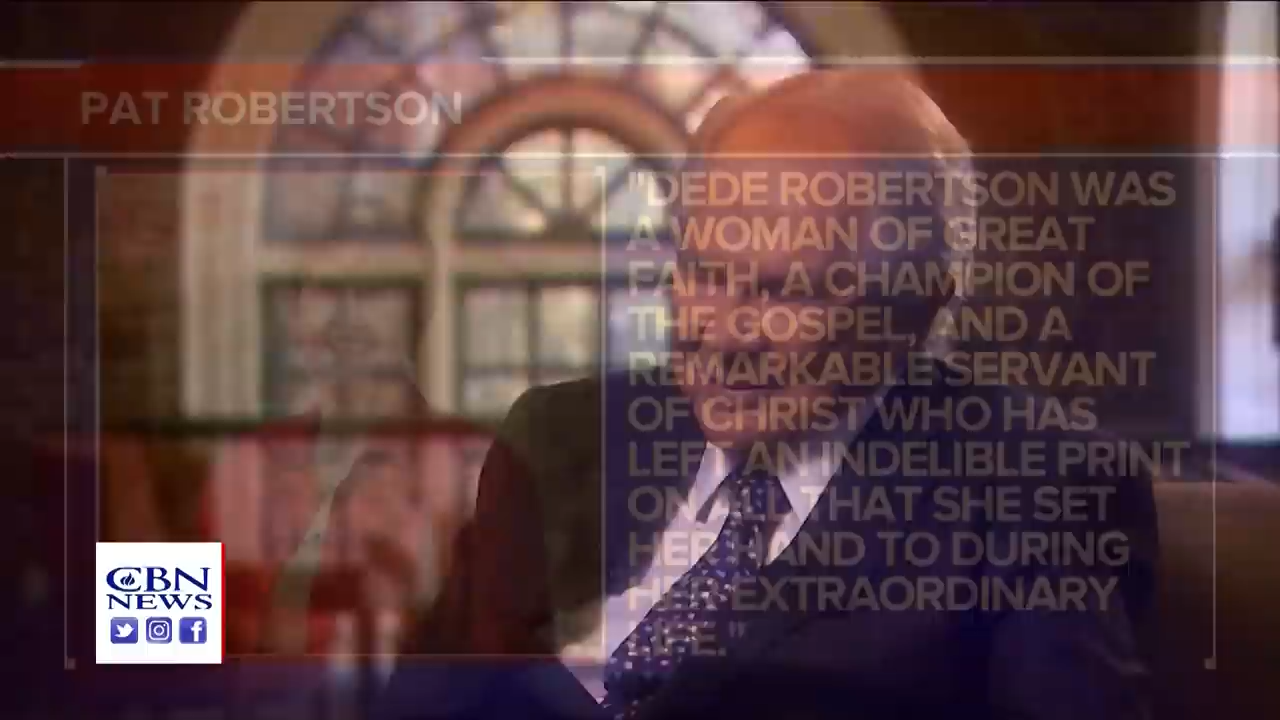 PAT ROBERTSON
"DEDE ROBERTSON WAS
A WOMAN OF GREAT
FAITH, A CHAMPION OF
THE GOSPEL, AND A
REMARKABLE SERVANT
OF CHRIST WHO HAS
LEFT AN INDELIBLE PRINT
ON ALL THAT SHE SET
HER HAND TO DURING
HER EXTRAORDINARY
LIFE."
CBN
NEWS